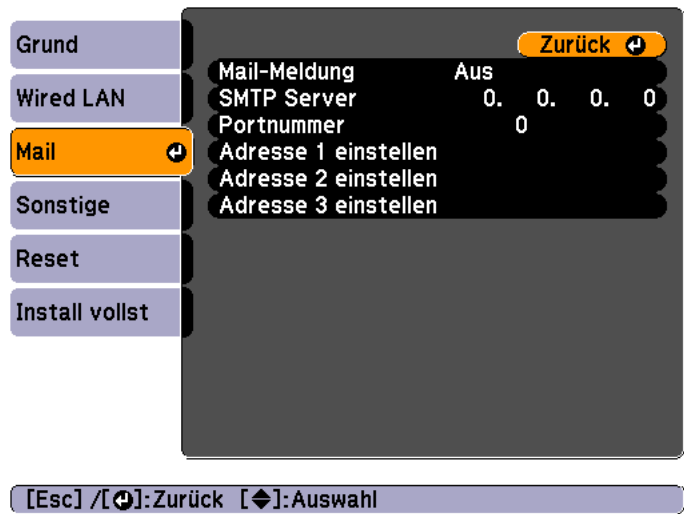 Grund
Wired LAN
Mail
Sonstige
Reset
Install vollst
Zurück
Mail-Meldung Aus
SMTP Server 0. 0. 0. 0
Portnummer 0
Adresse 1 einstellen
Adresse 2 einstellen
Adresse 3 einstellen
[Esc] /[⏎]:Zurück [◆]:Auswahl